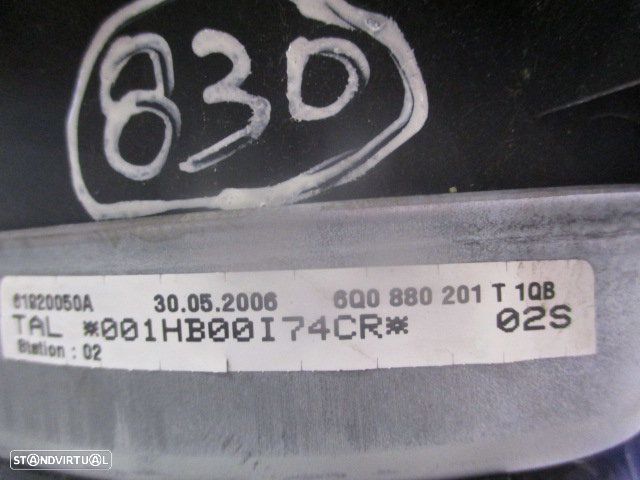 830
61920050A 30.05.2006 6Q0 880 201 T 1QB
TAL *001HB00I74CR* 02S
Station : 02
STANDVIRTUAL